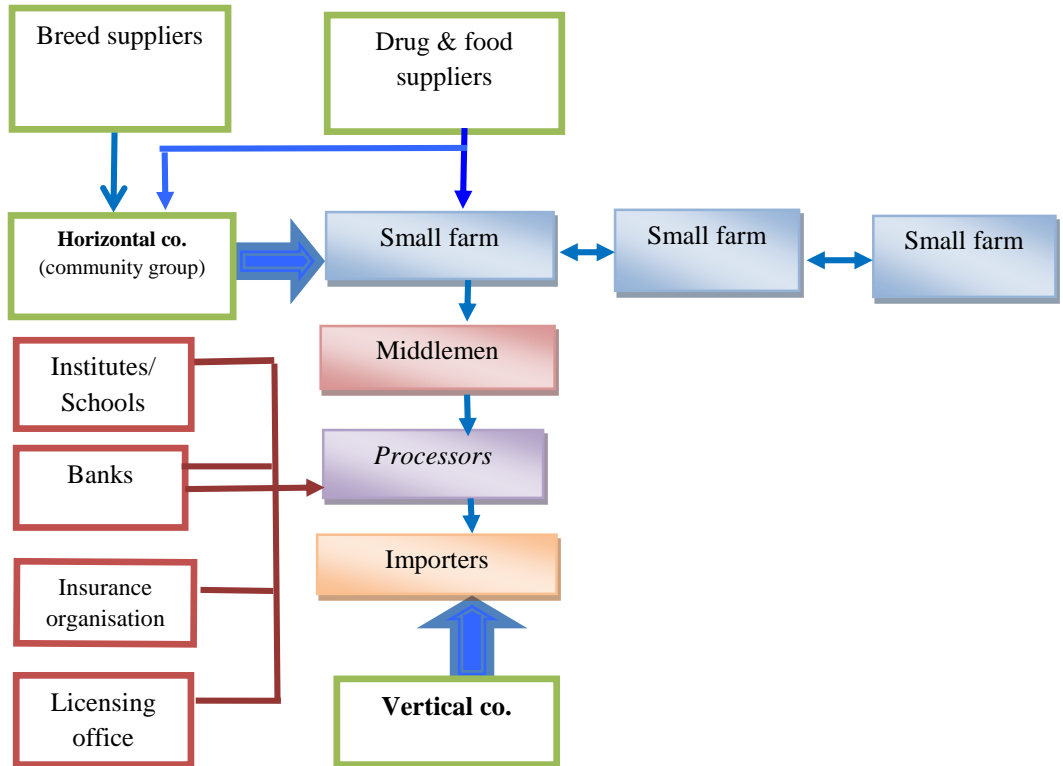 Breed suppliers
Drug & food
suppliers
Horizontal co.
(community group)
Small farm
Small farm
Small farm
Institutes/
Schools
Middlemen
Banks
Processors
Insurance
organisation
Importers
Licensing
office
Vertical co.